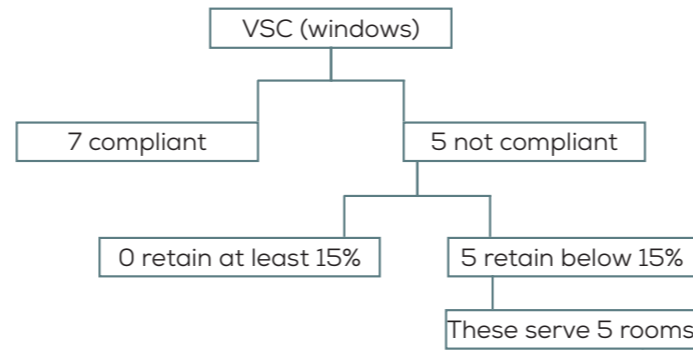 VSC (windows)
7 compliant
5 not compliant
0 retain at least 15%
5 retain below 15%
These serve 5 rooms